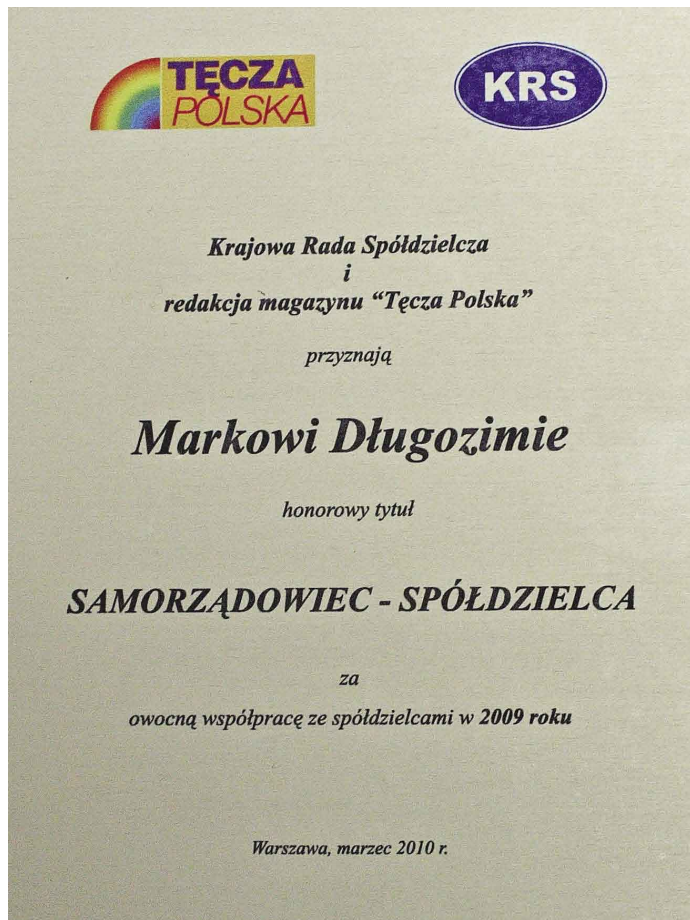 TĘCZA
POLSKA
KRS
Krajowa Rada Spółdzielcza
i
redakcja magazynu “Tęcza Polska”
przyznają
Markowi Długozimie
honorowy tytuł
SAMORZĄDOWIEC - SPÓŁDZIELCA
za
owocną współpracę ze spółdzielcami w 2009 roku
Warszawa, marzec 2010 r.